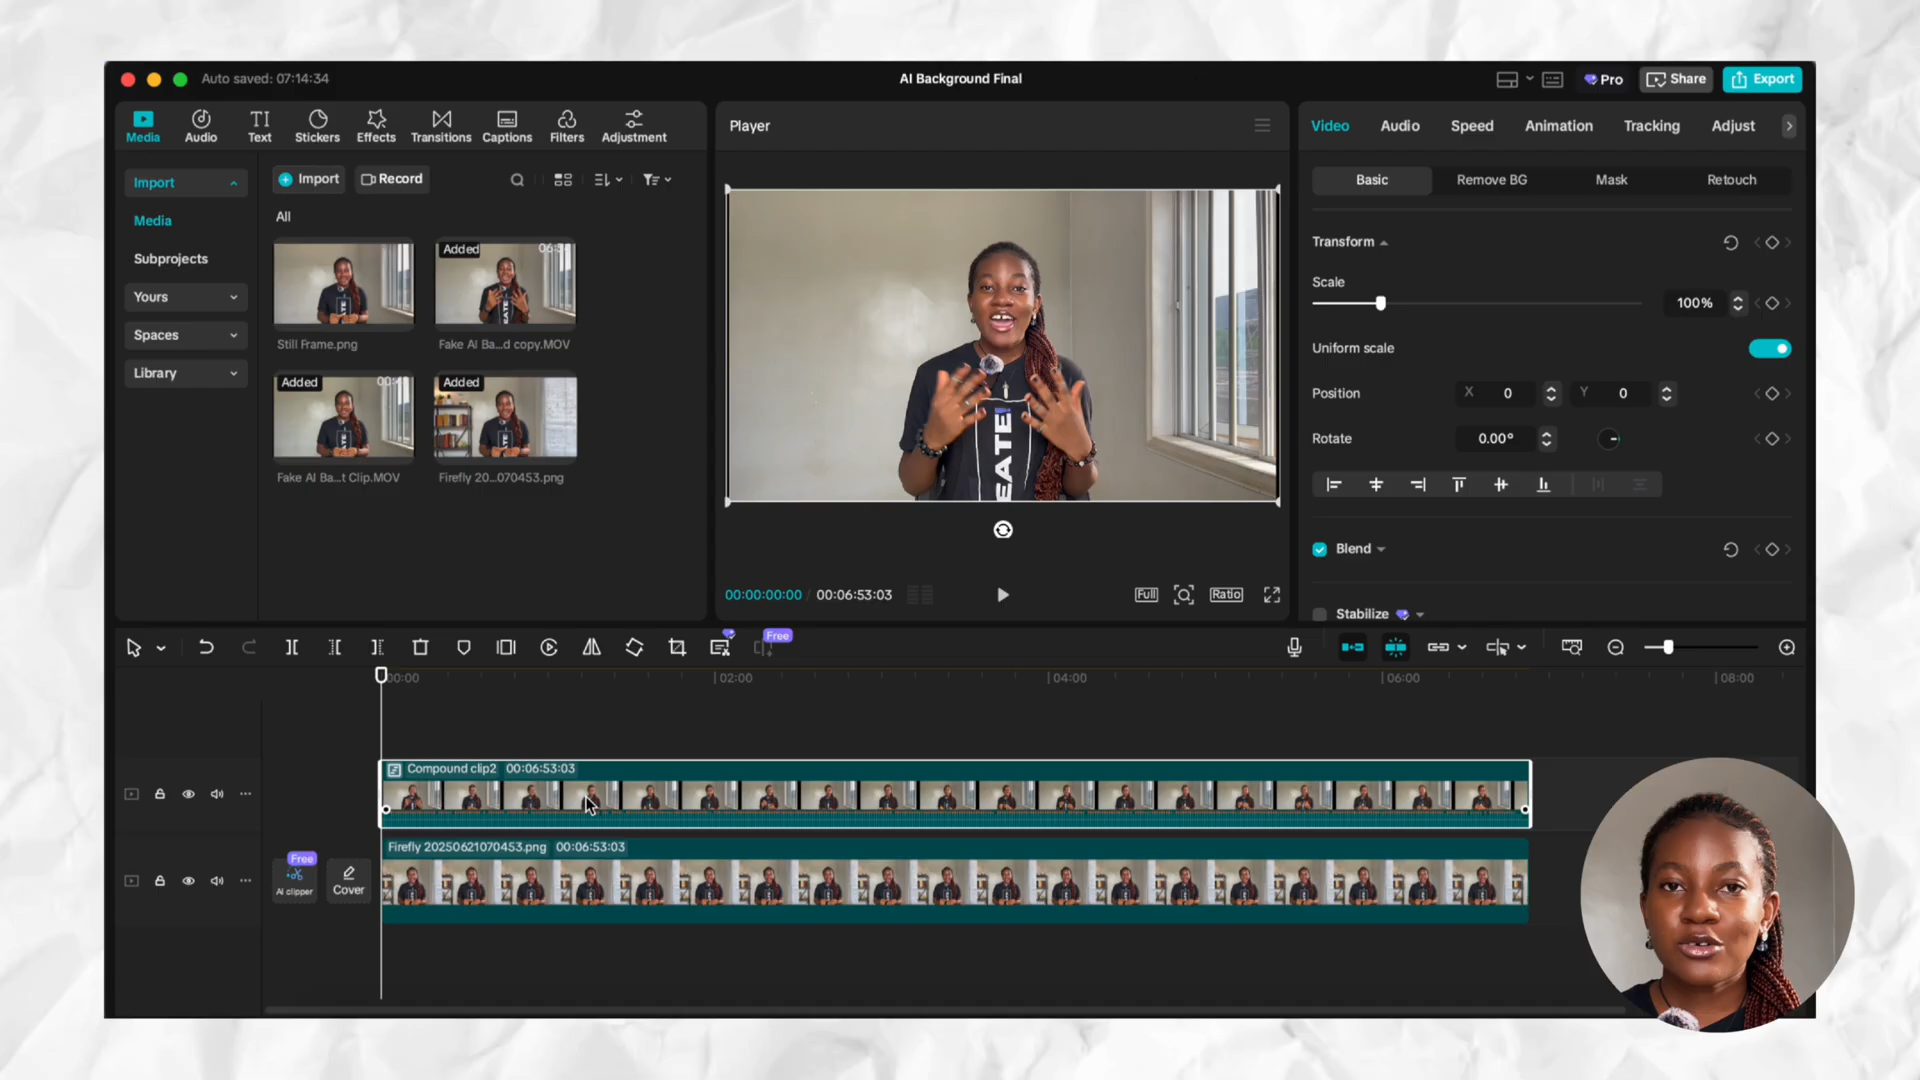 Auto saved: 07:14:34
AI Background Final
Pro
Share
Export
Media
Audio
Text
Stickers
Effects
Transitions
Captions
Filters
Adjustment
Import
Media
Subprojects
Yours
Spaces
Library
Import
Record
All
Still Frame.png
Added
Fake AI Ba...d copy.MOV
Added
Fake AI Ba...t Clip.MOV
Added
Firefly 20...070453.png
Player
EATE
00:00:00:00 / 00:06:53:03
Full
Ratio
Video
Audio
Speed
Animation
Tracking
Adjust
Basic
Remove BG
Mask
Retouch
Transform
Scale
100%
Uniform scale
Position
X 0
Y 0
Rotate
0.00°
Blend
Stabilize
Free
00:00
02:00
04:00
06:00
08:00
Compound clip2 00:06:53:03
Firefly 20250621070453.png 00:06:53:03
Free
AI clipper
Cover